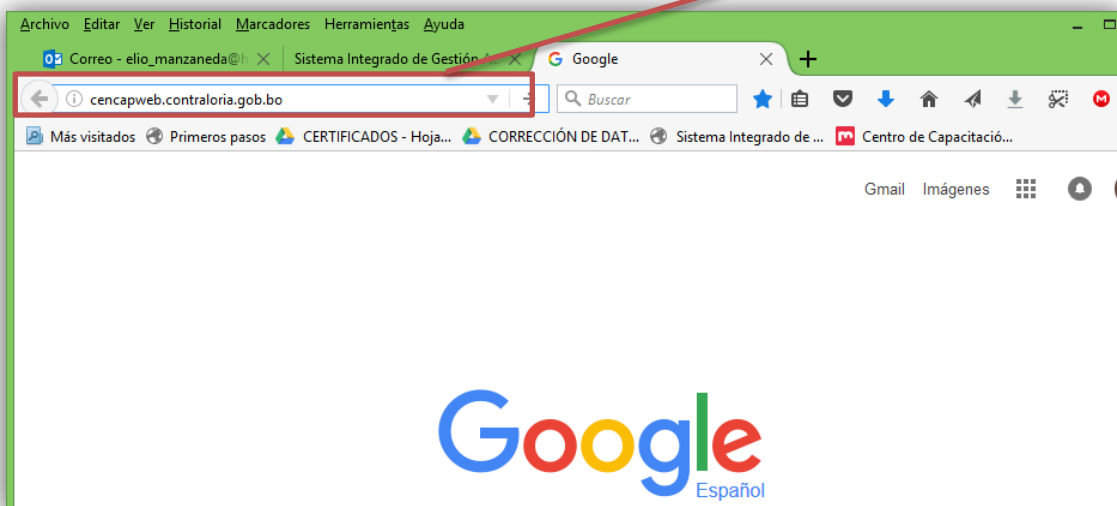 Archivo Editar Ver Historial Marcadores Herramientas Ayuda
Correo - elio_manzaneda@h Sistema Integrado de Gestión Google
cencapweb.contraloria.gob.bo Buscar
Más visitados Primeros pasos CERTIFICADOS - Hoja... CORRECCIÓN DE DAT... Sistema Integrado de ... Centro de Capacitació...
Gmail Imágenes
Google
Español